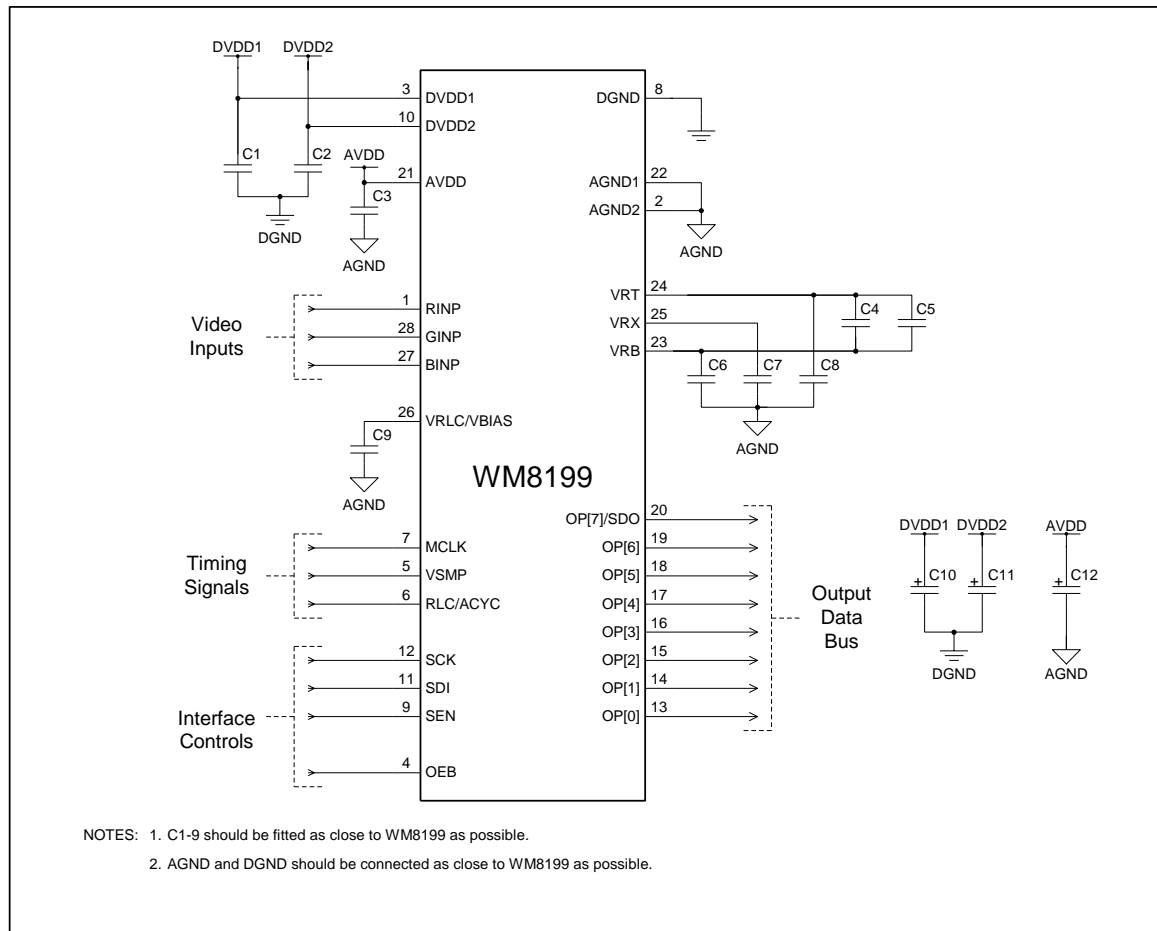 DVDD1 DVDD2
3 DVDD1
10 DVDD2
C1 C2
DGND
AVDD
21 AVDD
C3
AGND
DGND 8
AGND1 22
AGND2 2
AGND
Video
Inputs
1 RINP
28 GINP
27 BINP
VRT 24
VRX 25
VRB 23
C4 C5
C6 C7 C8
AGND
26 VRLC/VBIAS
C9
AGND
WM8199
Timing
Signals
7 MCLK
5 VSMP
6 RLC/ACYC
Interface
Controls
12 SCK
11 SDI
9 SEN
4 OEB
OP[7]/SDO 20
OP[6] 19
OP[5] 18
OP[4] 17
OP[3] 16
OP[2] 15
OP[1] 14
OP[0] 13
Output
Data
Bus
DVDD1 DVDD2 AVDD
+ C10 + C11 + C12
DGND AGND
NOTES: 1. C1-9 should be fitted as close to WM8199 as possible.
2. AGND and DGND should be connected as close to WM8199 as possible.